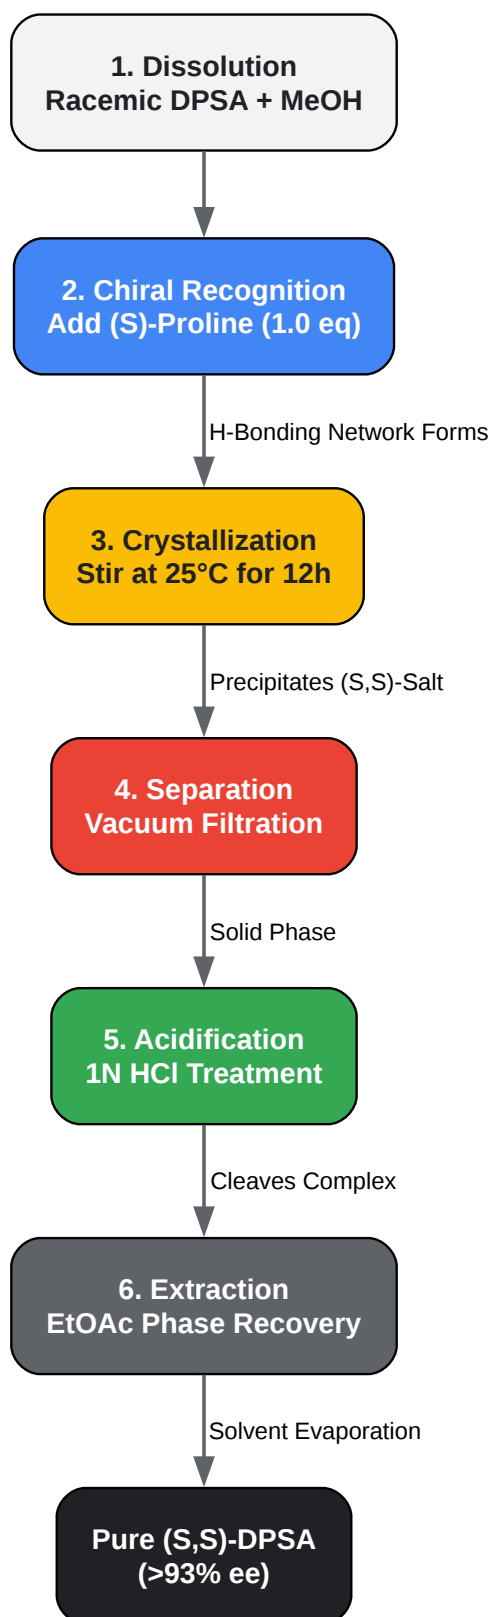 1. Dissolution
Racemic DPSA + MeOH
2. Chiral Recognition
Add (S)-Proline (1.0 eq)
H-Bonding Network Forms
3. Crystallization
Stir at 25°C for 12h
Precipitates (S,S)-Salt
4. Separation
Vacuum Filtration
Solid Phase
5. Acidification
1N HCl Treatment
Cleaves Complex
6. Extraction
EtOAc Phase Recovery
Solvent Evaporation
Pure (S,S)-DPSA
(>93% ee)